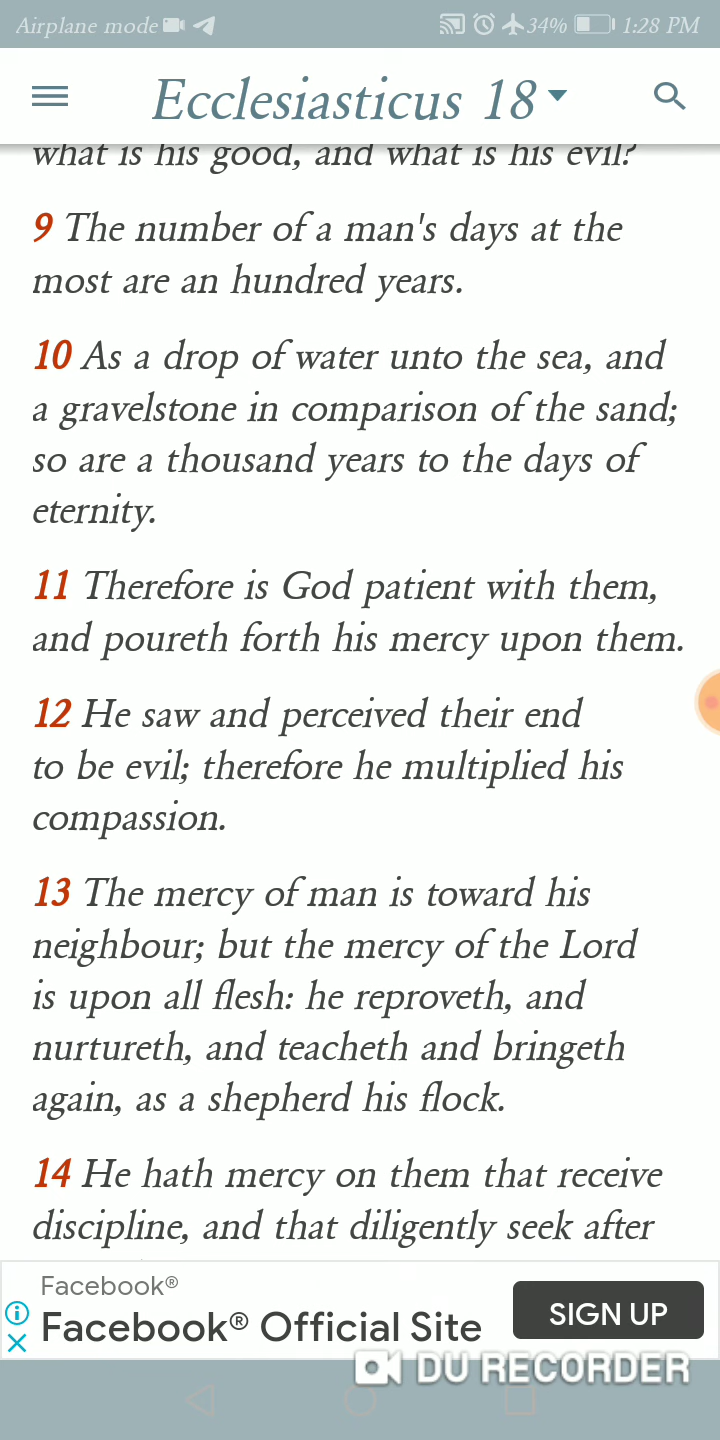 Airplane mode 34% 1:28 PM
Ecclesiasticus 18
what is his good, and what is his evil?
9 The number of a man's days at the
most are an hundred years.
10 As a drop of water unto the sea, and
a gravelstone in comparison of the sand;
so are a thousand years to the days of
eternity.
11 Therefore is God patient with them,
and poureth forth his mercy upon them.
12 He saw and perceived their end
to be evil; therefore he multiplied his
compassion.
13 The mercy of man is toward his
neighbour; but the mercy of the Lord
is upon all flesh: he reproveth, and
nurtureth, and teacheth and bringeth
again, as a shepherd his flock.
14 He hath mercy on them that receive
discipline, and that diligently seek after
Facebook®
Facebook® Official Site
SIGN UP
DU RECORDER